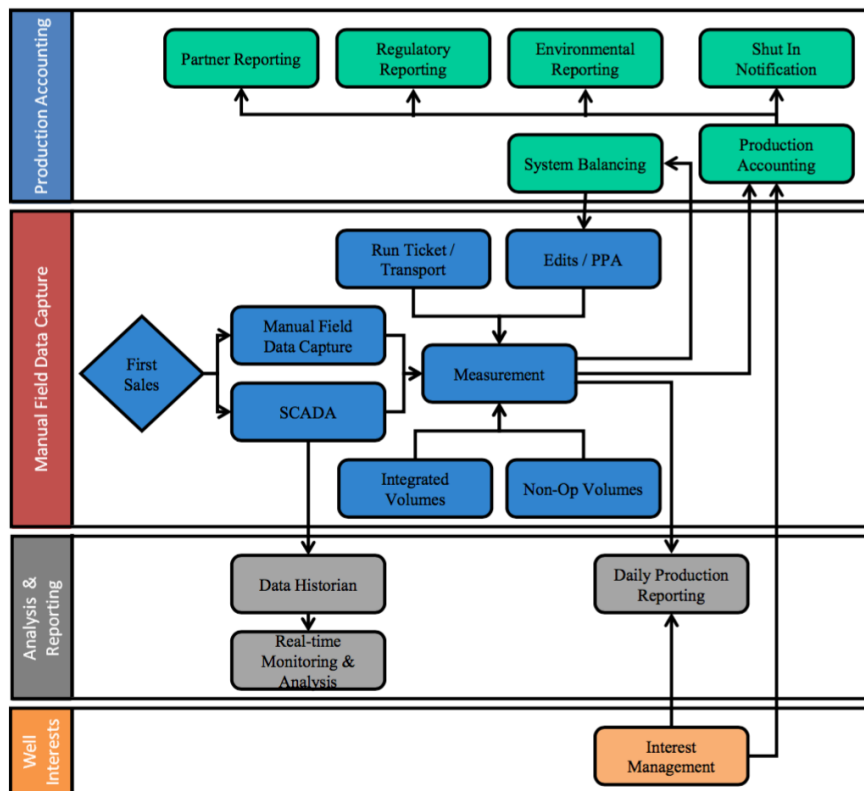 Production Accounting
Partner Reporting
Regulatory
Reporting
Environmental
Reporting
Shut In
Notification
System Balancing
Production
Accounting
Manual Field Data Capture
Run Ticket /
Transport
Edits / PPA
First
Sales
Manual Field
Data Capture
SCADA
Measurement
Integrated
Volumes
Non-Op Volumes
Analysis &
Reporting
Data Historian
Daily Production
Reporting
Real-time
Monitoring &
Analysis
Well
Interests
Interest
Management